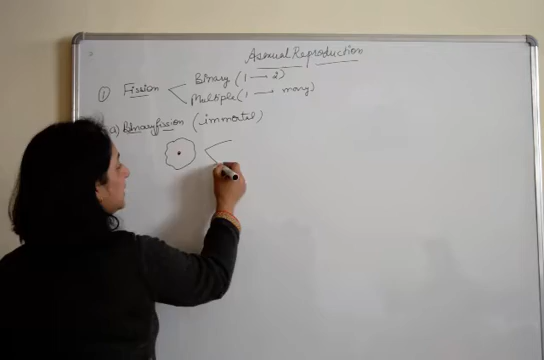 Asexual Reproduction
① Fission < Binary (1 → 2)
Multiple (1 → many)
a) Binary fission (immortal)